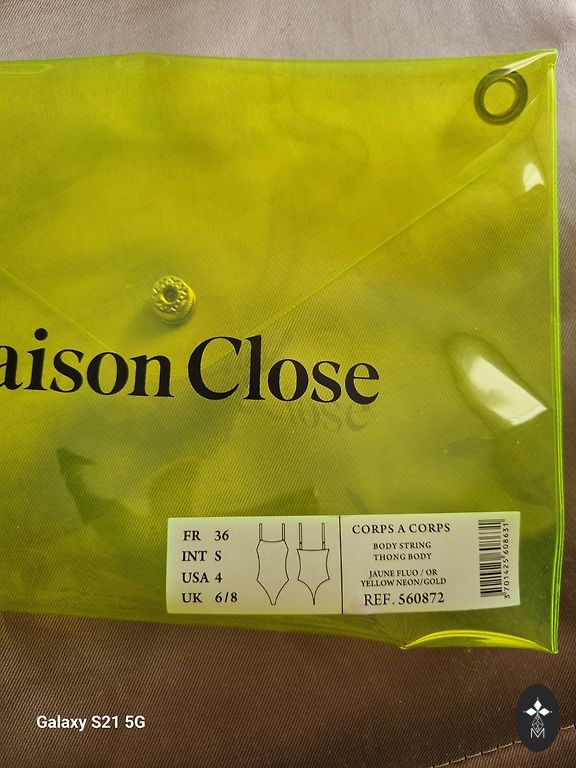 aison Close
FR 36
INT S
USA 4
UK 6/8
CORPS A CORPS
BODY STRING
THONG BODY
JAUNE FLUO / OR
YELLOW NEON/GOLD
REF. 560872
3701425608631
Galaxy S21 5G
M